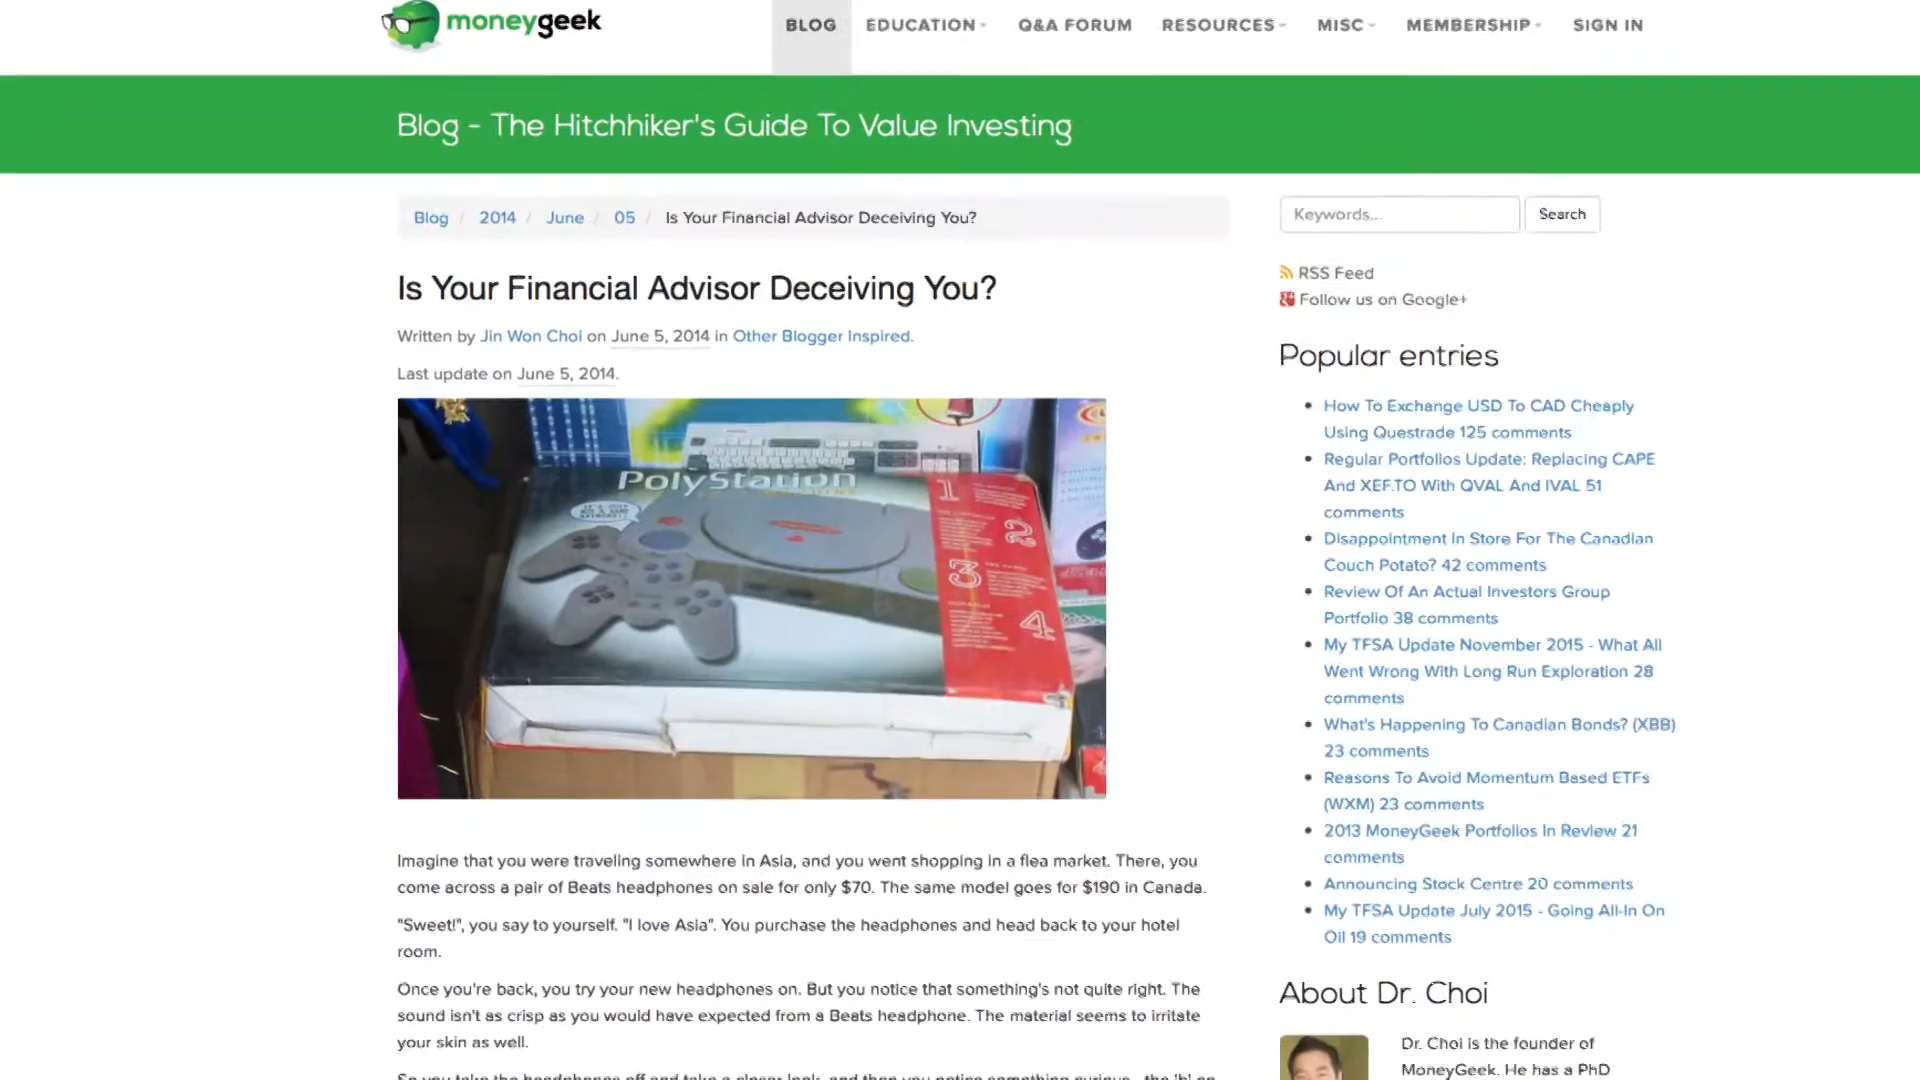 moneygeek
BLOG EDUCATION Q&A FORUM RESOURCES MISC MEMBERSHIP SIGN IN
Blog - The Hitchhiker's Guide To Value Investing
Blog / 2014 / June / 05 / Is Your Financial Advisor Deceiving You?
Is Your Financial Advisor Deceiving You?
Written by Jin Won Choi on June 5, 2014 in Other Blogger Inspired.
Last update on June 5, 2014.
PolyStation
1
2
3
4
Imagine that you were traveling somewhere in Asia, and you went shopping in a flea market. There, you
come across a pair of Beats headphones on sale for only $70. The same model goes for $190 in Canada.
"Sweet!", you say to yourself. "I love Asia". You purchase the headphones and head back to your hotel
room.
Once you're back, you try your new headphones on. But you notice that something's not quite right. The
sound isn't as crisp as you would have expected from a Beats headphone. The material seems to irritate
your skin as well.
Keywords...
Search
RSS Feed
Follow us on Google+
Popular entries
How To Exchange USD To CAD Cheaply
Using Questrade 125 comments
Regular Portfolios Update: Replacing CAPE
And XEF.TO With QVAL And IVAL 51
comments
Disappointment In Store For The Canadian
Couch Potato? 42 comments
Review Of An Actual Investors Group
Portfolio 38 comments
My TFSA Update November 2015 - What All
Went Wrong With Long Run Exploration 28
comments
What's Happening To Canadian Bonds? (XBB)
23 comments
Reasons To Avoid Momentum Based ETFs
(WXM) 23 comments
2013 MoneyGeek Portfolios In Review 21
comments
Announcing Stock Centre 20 comments
My TFSA Update July 2015 - Going All-In On
Oil 19 comments
About Dr. Choi
Dr. Choi is the founder of
MoneyGeek. He has a PhD